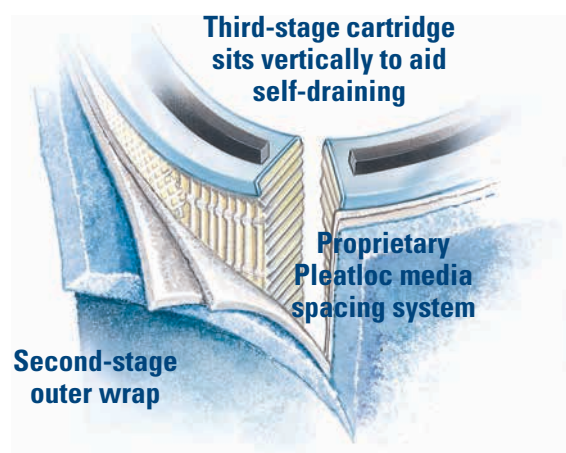 Third-stage cartridge
sits vertically to aid
self-draining
Proprietary
Pleatloc media
spacing system
Second-stage
outer wrap